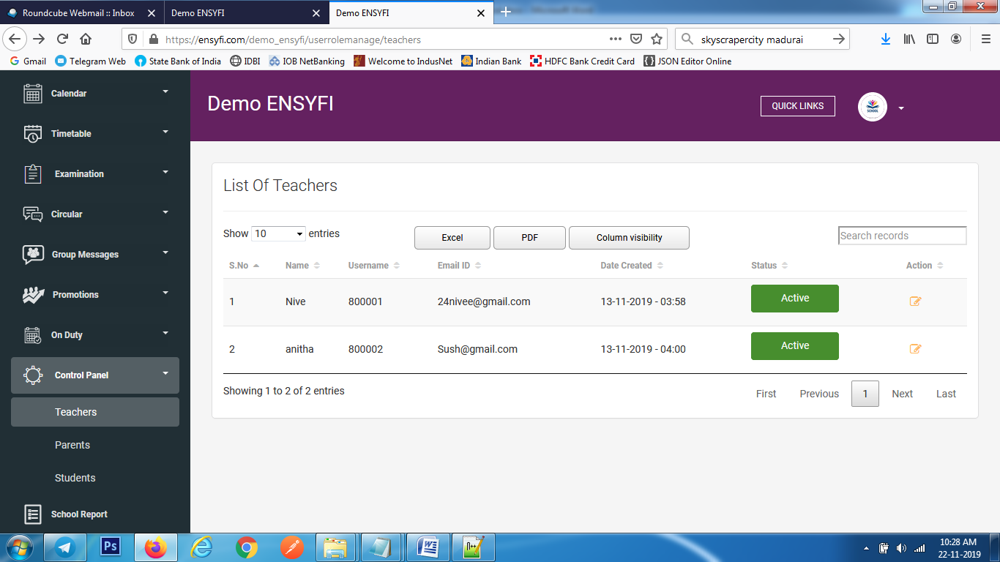 Roundcube Webmail :: Inbox
Demo ENSYFI
Demo ENSYFI
https://ensyfi.com/demo_ensyfi/userrolemanage/teachers
skyscrapercity madurai
Gmail Telegram Web State Bank of India IDBI IOB NetBanking Welcome to IndusNet Indian Bank HDFC Bank Credit Card JSON Editor Online
Calendar
Timetable
Examination
Circular
Group Messages
Promotions
On Duty
Control Panel
Teachers
Parents
Students
School Report
Demo ENSYFI
QUICK LINKS
SCHOOL
List Of Teachers
Show 10 entries
Excel PDF Column visibility
Search records
S.No Name Username Email ID Date Created Status Action
1 Nive 800001 24nivee@gmail.com 13-11-2019 - 03:58 Active
2 anitha 800002 Sush@gmail.com 13-11-2019 - 04:00 Active
Showing 1 to 2 of 2 entries
First Previous 1 Next Last
Ps
10:28 AM
22-11-2019